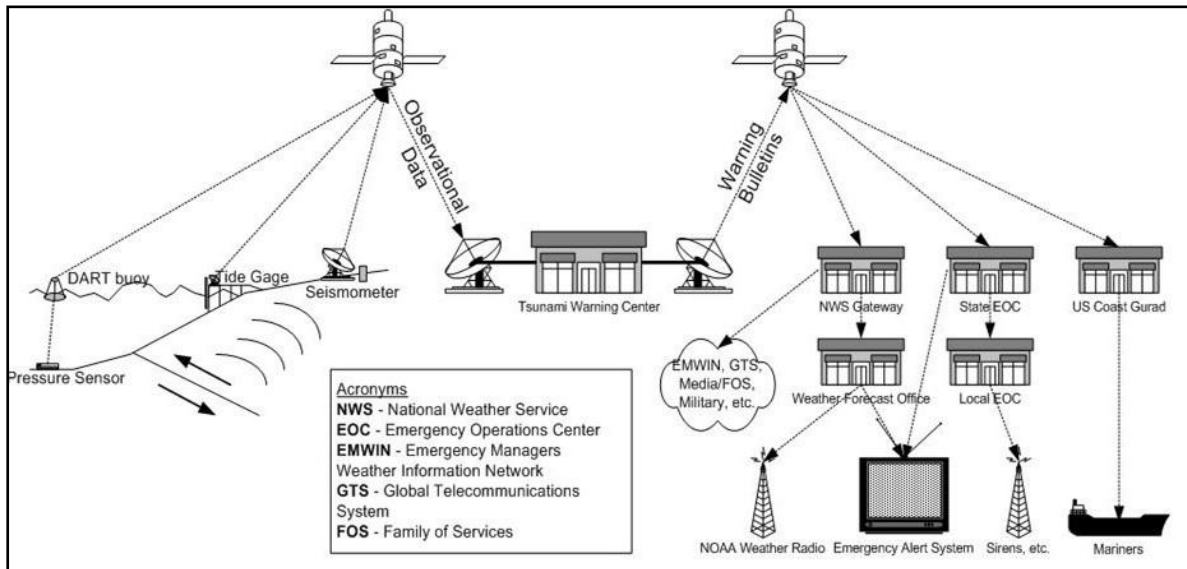 Observational
Data
Warning
Bulletins
DART buoy
Tide Gage
Seismometer
Pressure Sensor
Tsunami Warning Center
NWS Gateway
State EOC
US Coast Gurad
EMWIN, GTS,
Media/FOS,
Military, etc.
Weather Forecast Office
Local EOC
NOAA Weather Radio
Emergency Alert System
Sirens, etc.
Mariners
Acronyms
NWS - National Weather Service
EOC - Emergency Operations Center
EMWIN - Emergency Managers
Weather Information Network
GTS - Global Telecommunications
System
FOS - Family of Services